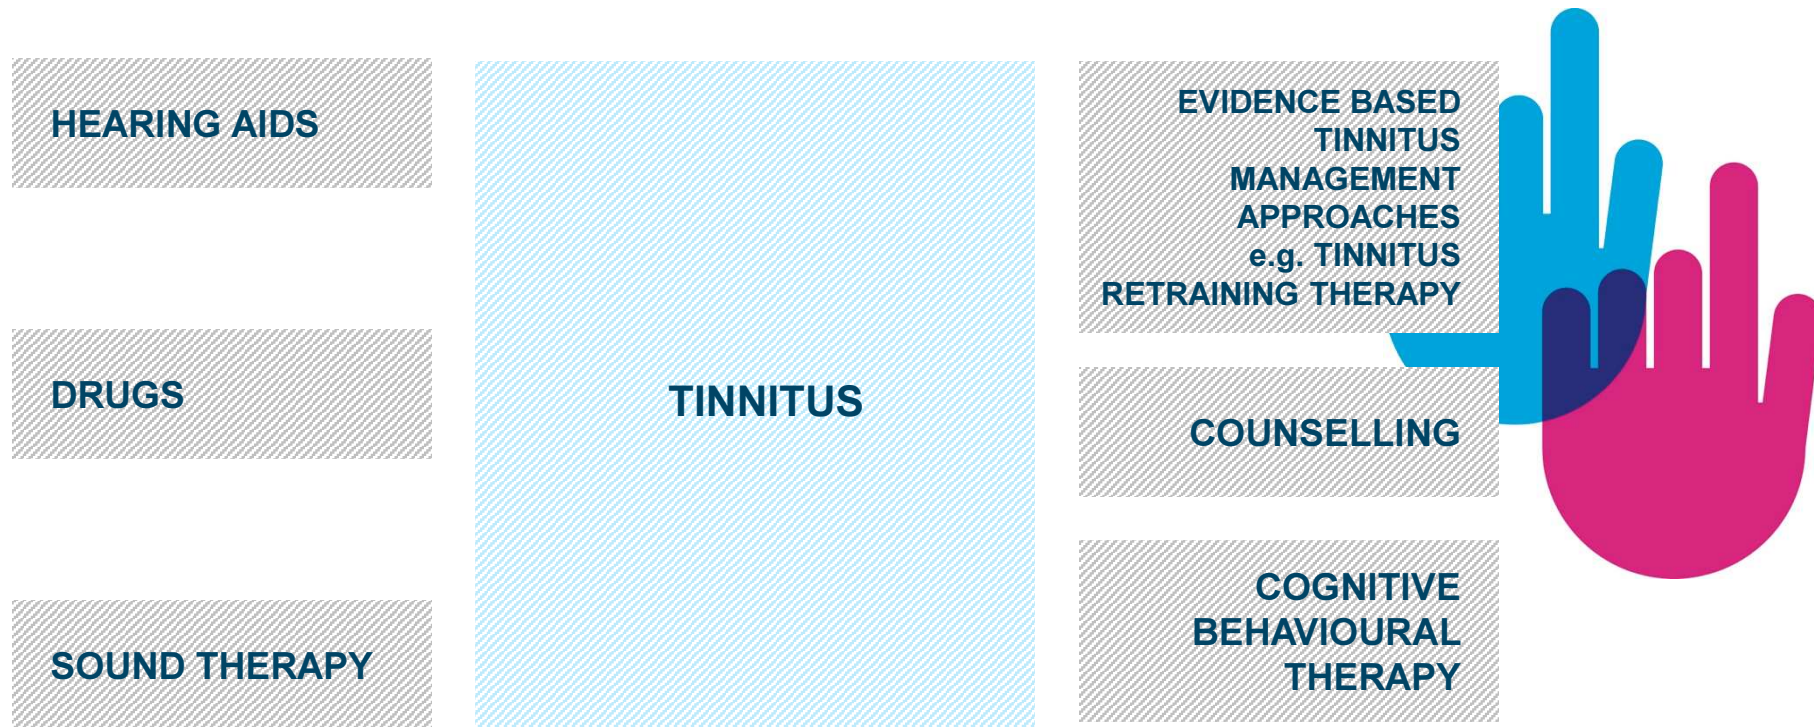 HEARING AIDS
DRUGS
SOUND THERAPY
TINNITUS
EVIDENCE BASED
TINNITUS
MANAGEMENT
APPROACHES
e.g. TINNITUS
RETRAINING THERAPY
COUNSELLING
COGNITIVE
BEHAVIOURAL
THERAPY